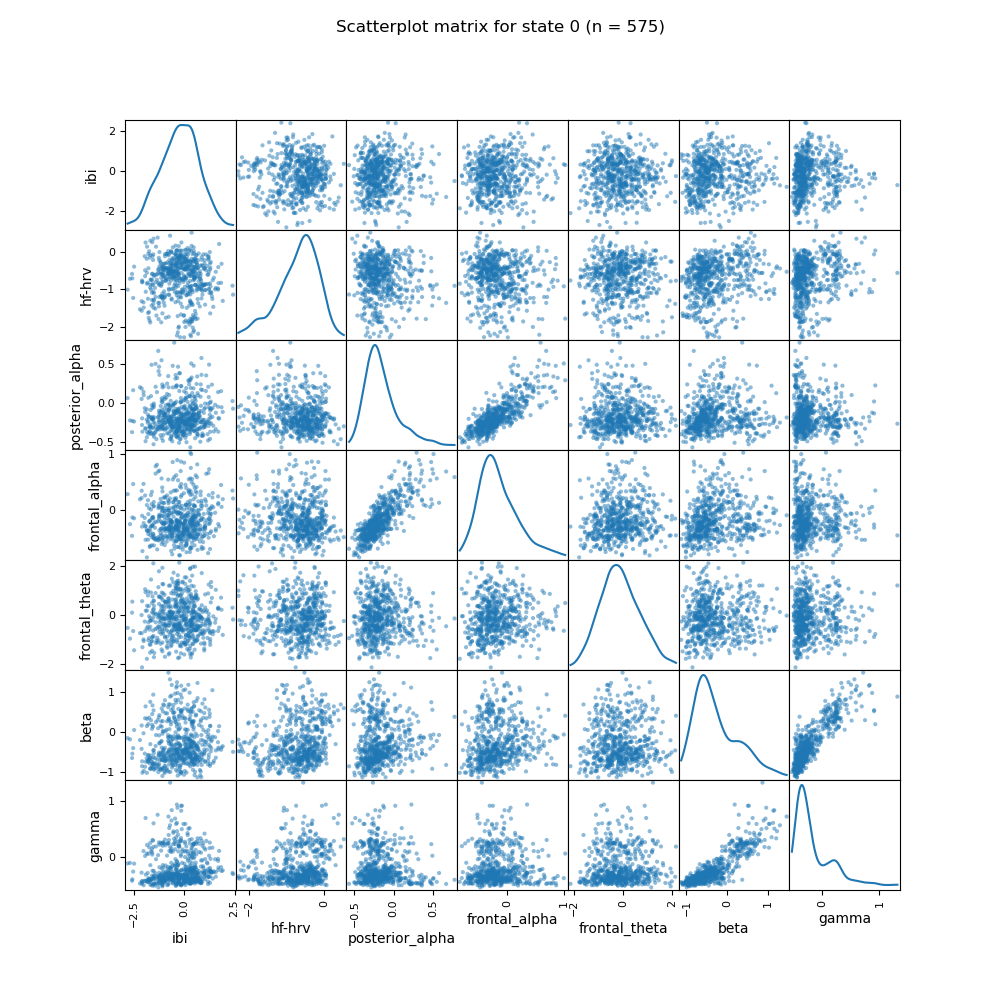 Scatterplot matrix for state 0 (n = 575)
2
0
−2
ibi
0
−1
−2
hf-hrv
0.5
0.0
−0.5
posterior_alpha
1
0
frontal_alpha
2
0
−2
frontal_theta
1
0
−1
beta
1
0
gamma
−2.5 0.0 2.5
−2 0
−0.5 0.0 0.5
0 1
−2 0 2
−1 0 1
0 1
ibi
hf-hrv
posterior_alpha
frontal_alpha
frontal_theta
beta
gamma